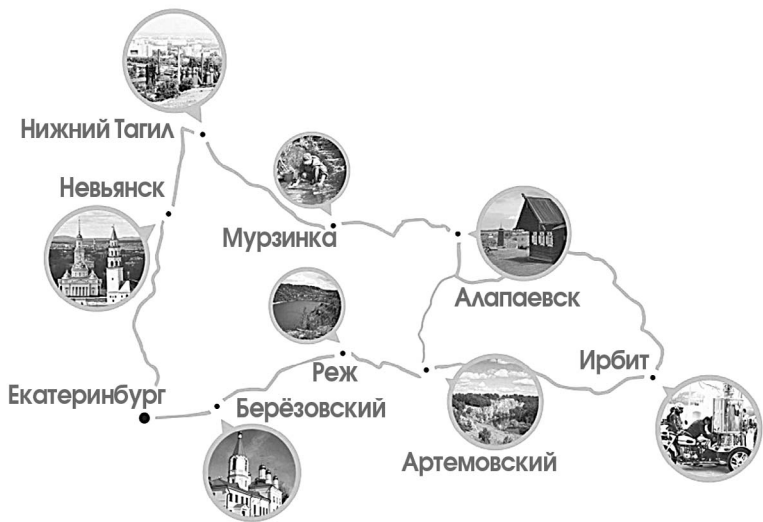 Нижний Тагил
Невьянск
Мурзинка
Алапаевск
Реж
Ирбит
Екатеринбург
Берёзовский
Артемовский